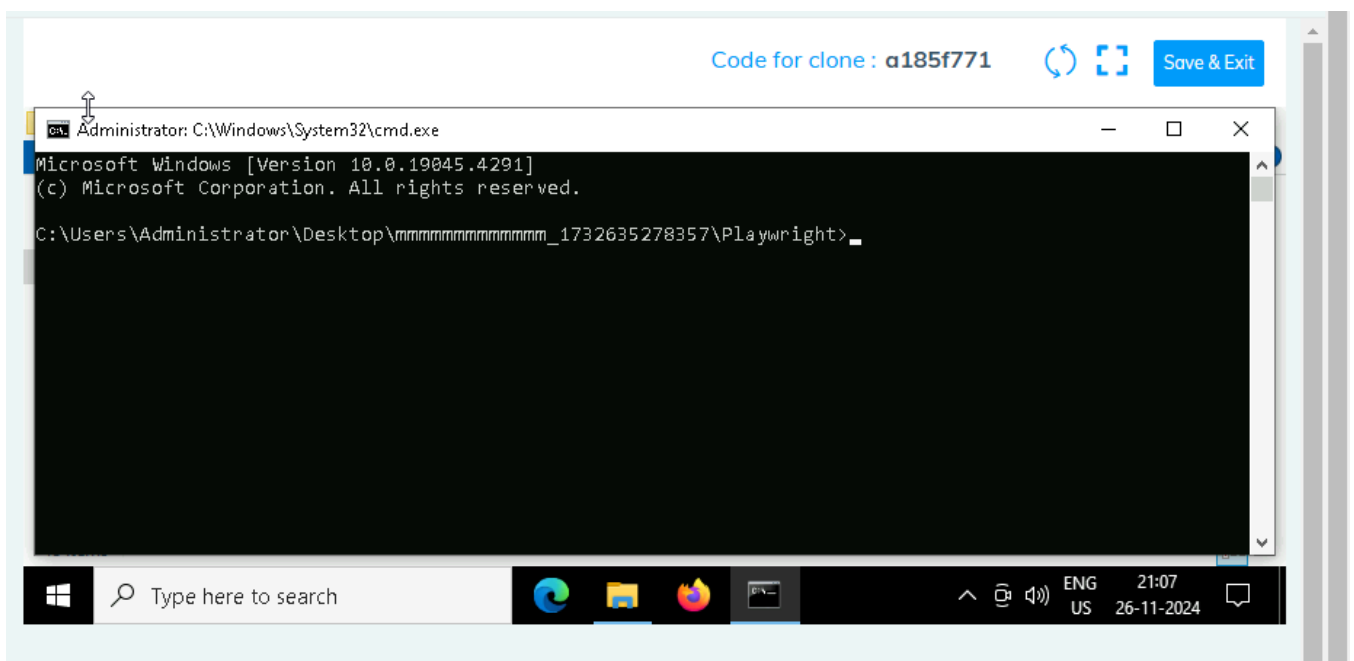 Code for clone : a185f771
Save & Exit
Administrator: C:\Windows\System32\cmd.exe
Microsoft Windows [Version 10.0.19045.4291]
(c) Microsoft Corporation. All rights reserved.
C:\Users\Administrator\Desktop\mmmmmmmmmmmmm_1732635278357\Playwright>
Type here to search
ENG
US
21:07
26-11-2024